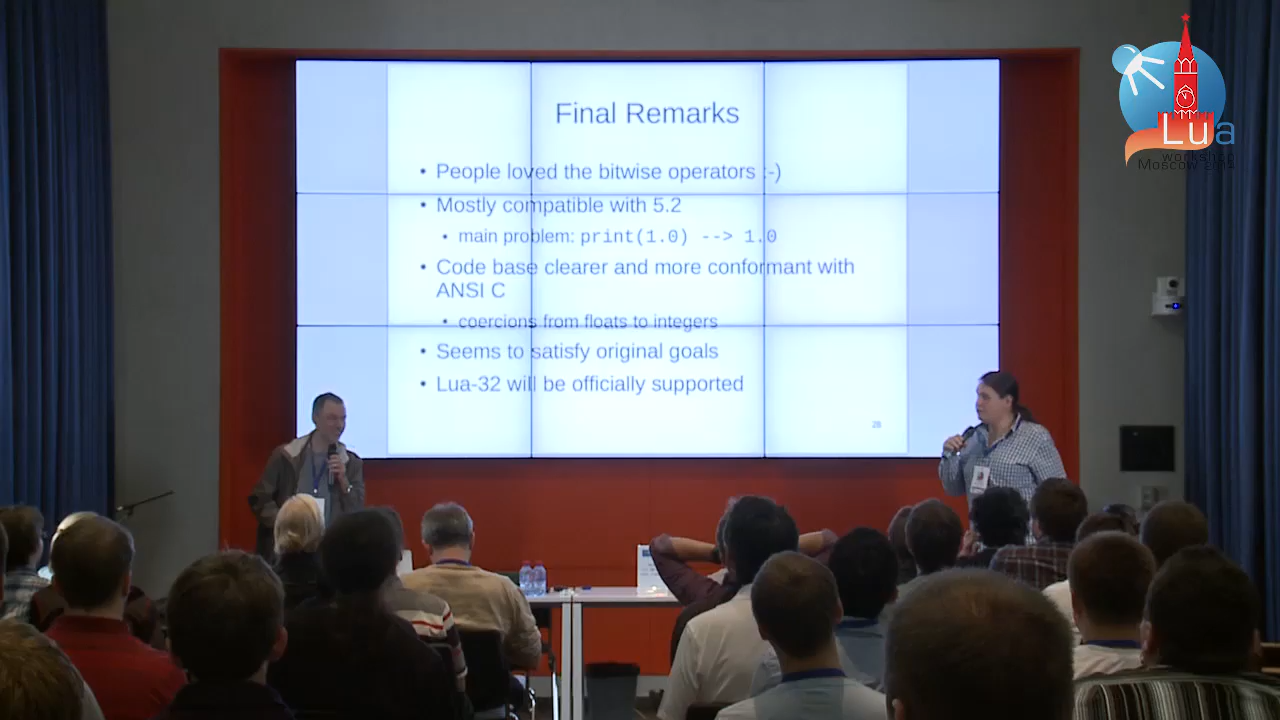 Final Remarks
• People loved the bitwise operators :-)
• Mostly compatible with 5.2
• main problem: print(1.0) --> 1.0
• Code base clearer and more conformant with
ANSI C
• coercions from floats to integers
• Seems to satisfy original goals
• Lua-32 will be officially supported
28
Lua
workshop
Moscow 2014